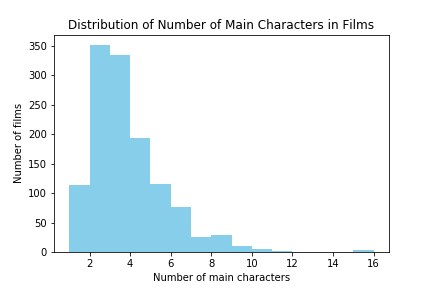 Distribution of Number of Main Characters in Films
350
300
250
200
150
100
50
0
Number of films
2 4 6 8 10 12 14 16
Number of main characters